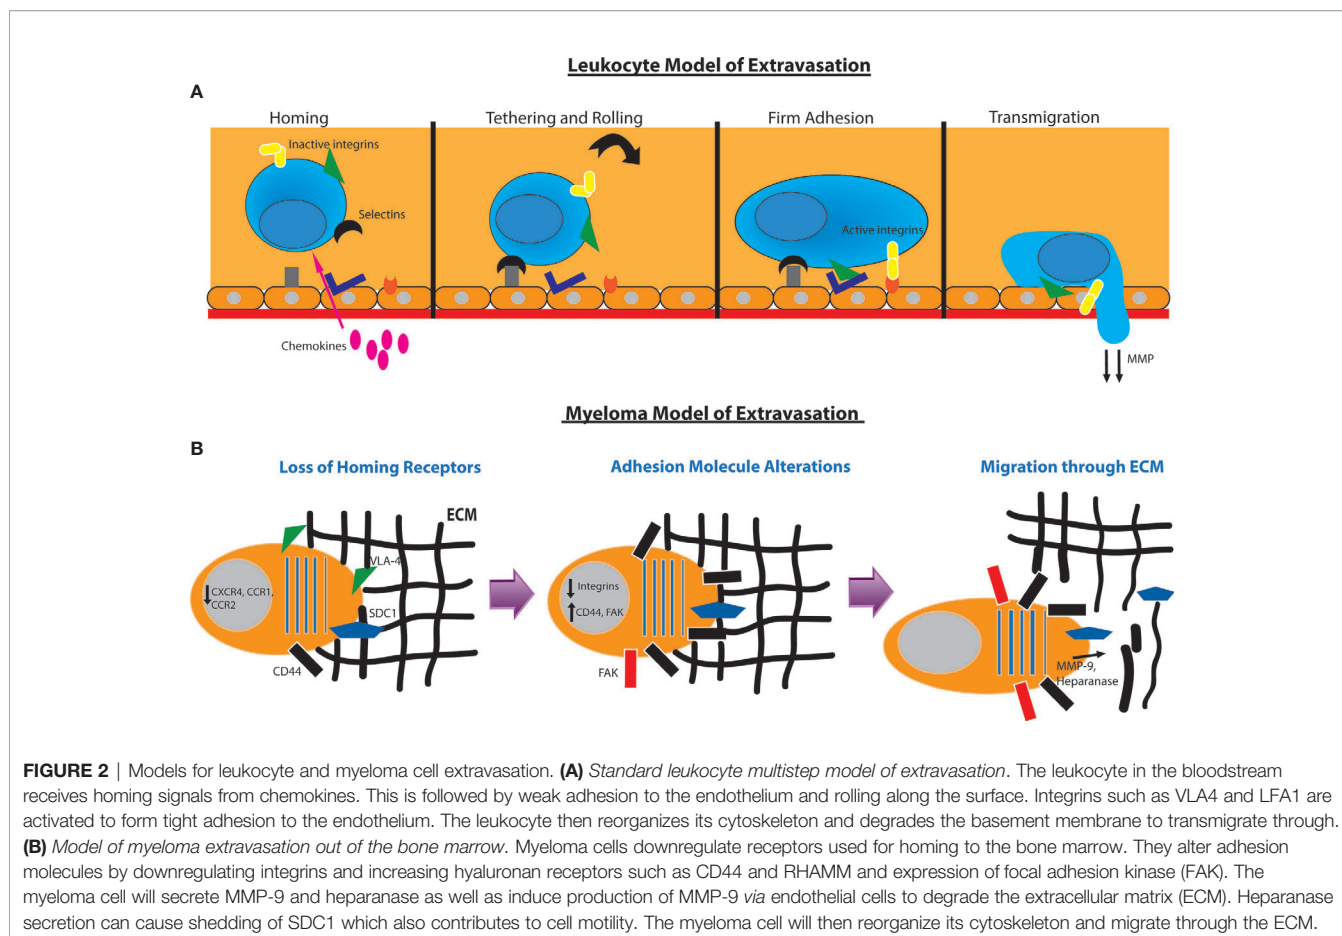 Leukocyte Model of Extravasation
A
Homing
Tethering and Rolling
Firm Adhesion
Transmigration
Inactive integrins
Selectins
Active integrins
Chemokines
MMP
Myeloma Model of Extravasation
B
Loss of Homing Receptors
Adhesion Molecule Alterations
Migration through ECM
ECM
VLA-4
CXCR4, CCR1,
CCR2
SDC1
CD44
Integrins
CD44, FAK
FAK
MMP-9,
Heparanase
FIGURE 2 | Models for leukocyte and myeloma cell extravasation. (A) Standard leukocyte multistep model of extravasation. The leukocyte in the bloodstream
receives homing signals from chemokines. This is followed by weak adhesion to the endothelium and rolling along the surface. Integrins such as VLA4 and LFA1 are
activated to form tight adhesion to the endothelium. The leukocyte then reorganizes its cytoskeleton and degrades the basement membrane to transmigrate through.
(B) Model of myeloma extravasation out of the bone marrow. Myeloma cells downregulate receptors used for homing to the bone marrow. They alter adhesion
molecules by downregulating integrins and increasing hyaluronan receptors such as CD44 and RHAMM and expression of focal adhesion kinase (FAK). The
myeloma cell will secrete MMP-9 and heparanase as well as induce production of MMP-9 via endothelial cells to degrade the extracellular matrix (ECM). Heparanase
secretion can cause shedding of SDC1 which also contributes to cell motility. The myeloma cell will then reorganize its cytoskeleton and migrate through the ECM.